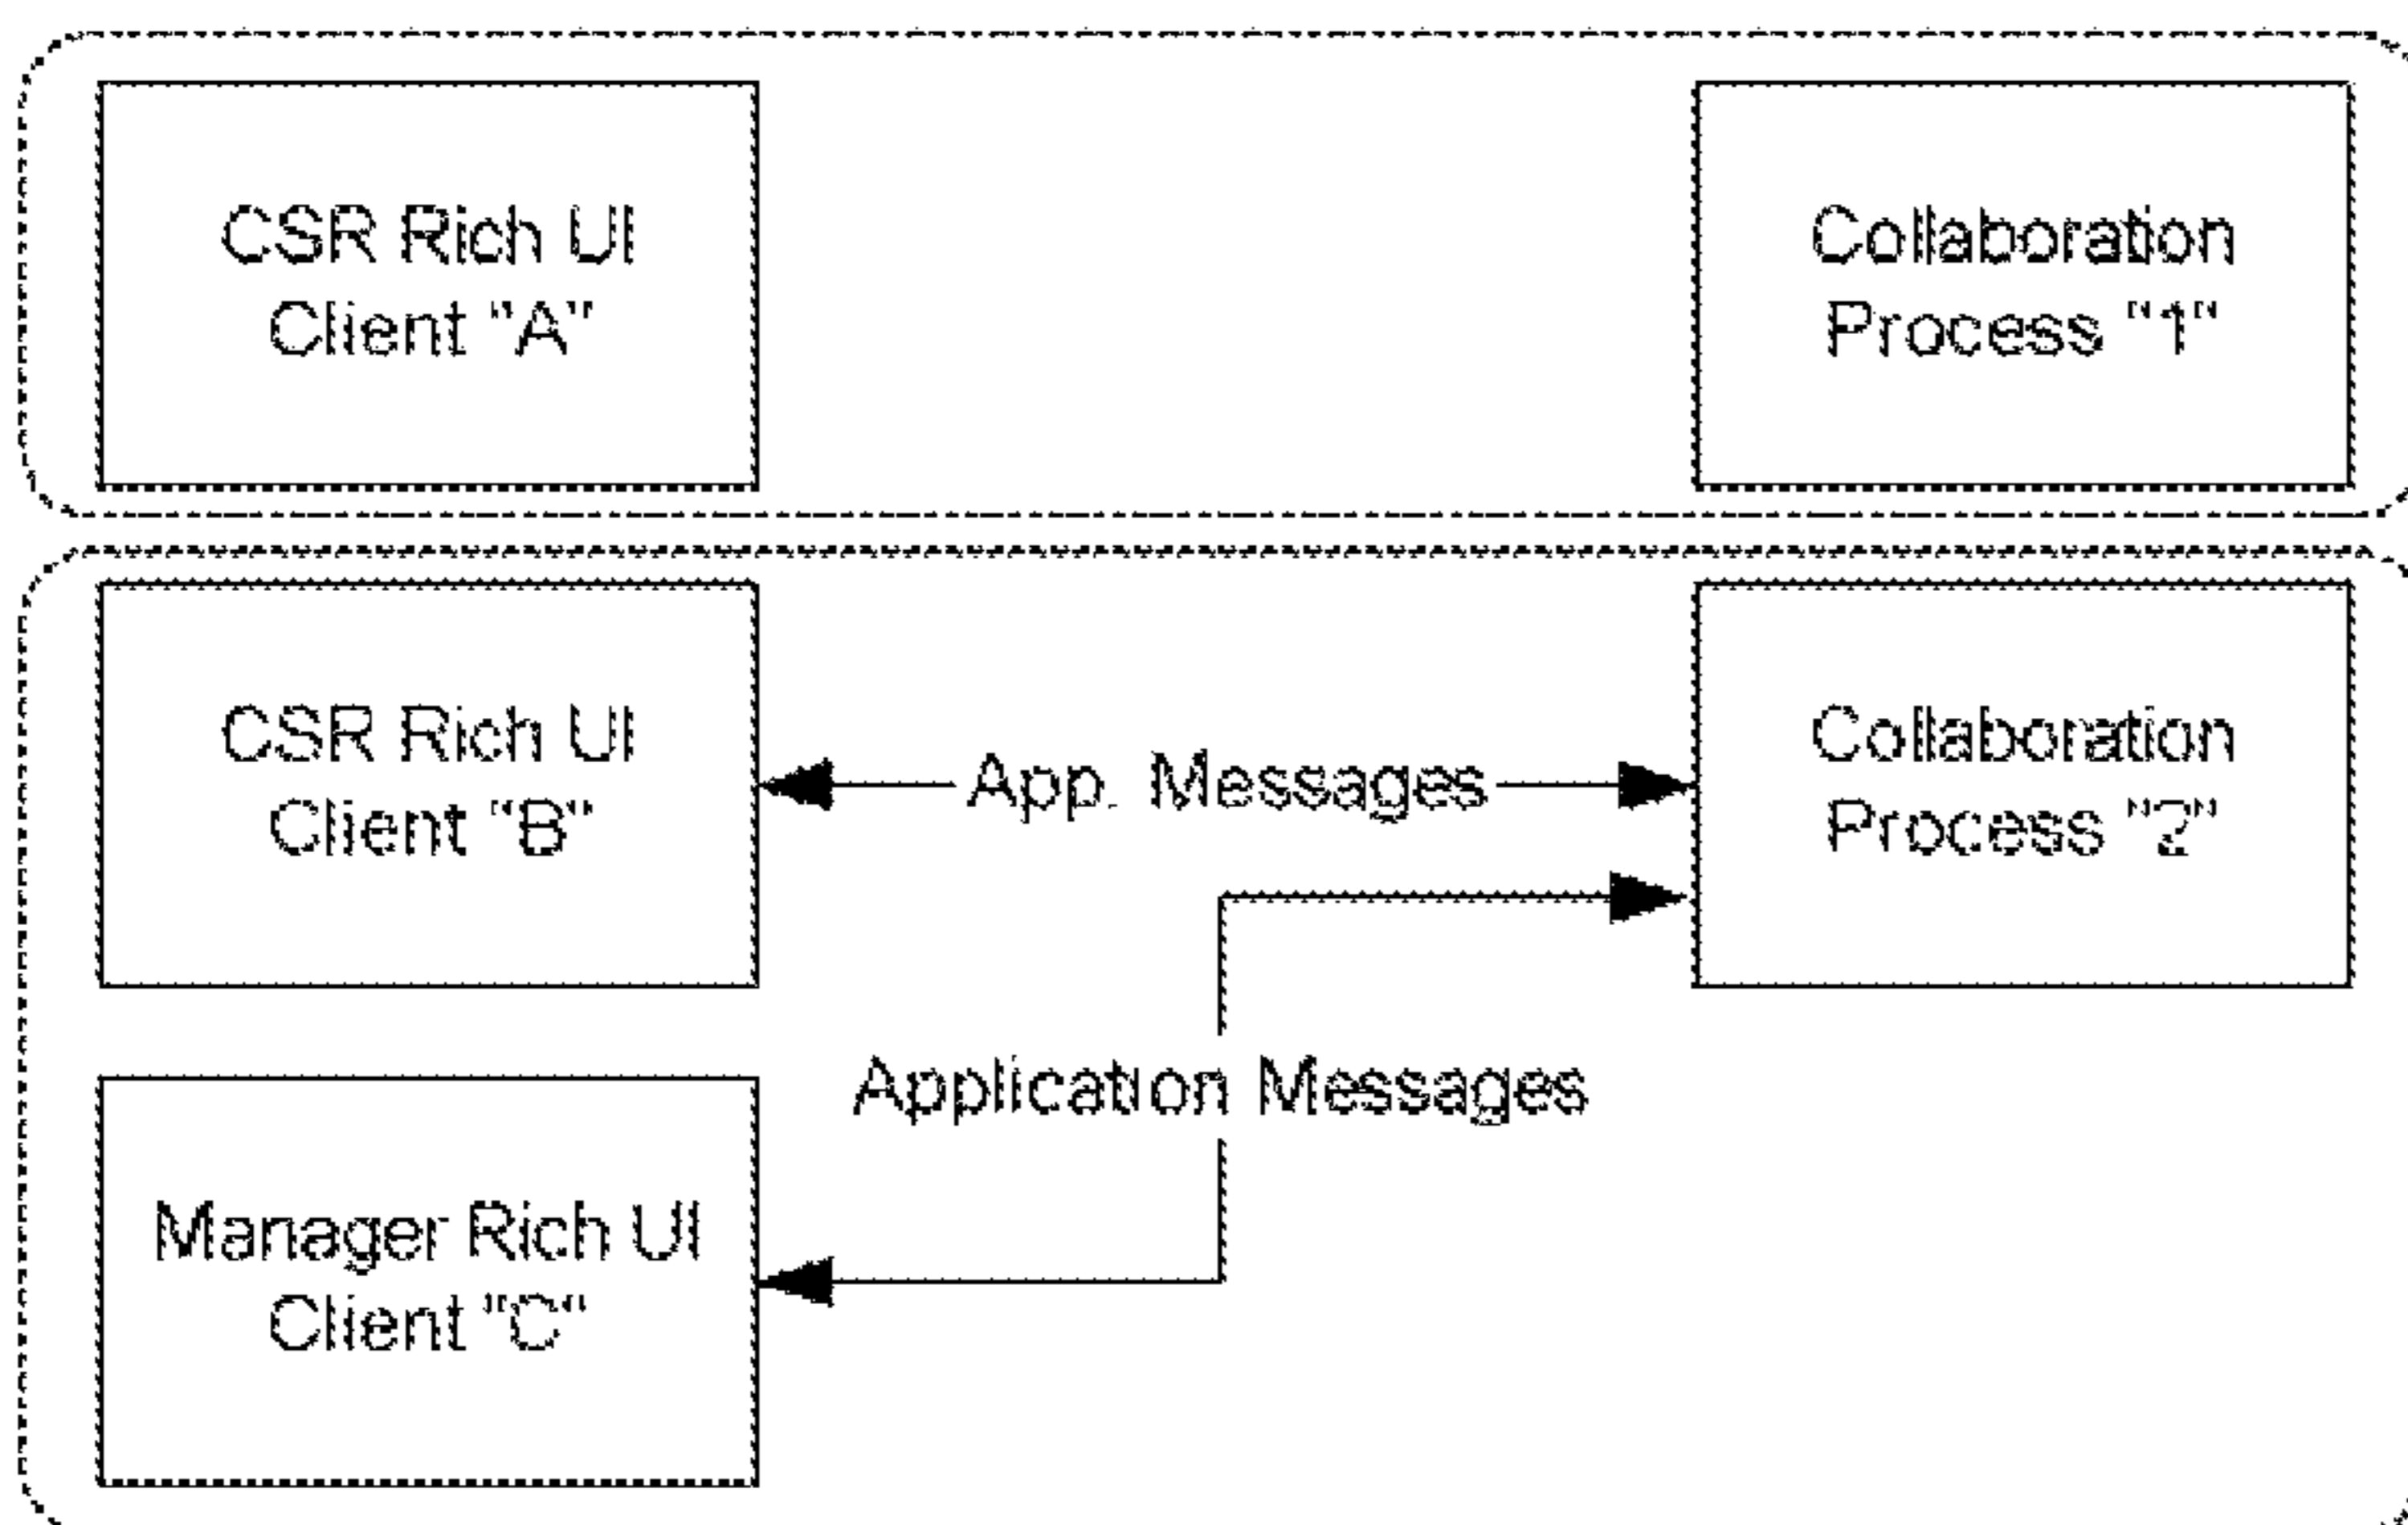 CSR Rich UI
Client "A"
Collaboration
Process "1"
CSR Rich UI
Client "B"
App. Messages
Collaboration
Process "2"
Application Messages
Manager Rich UI
Client "C"